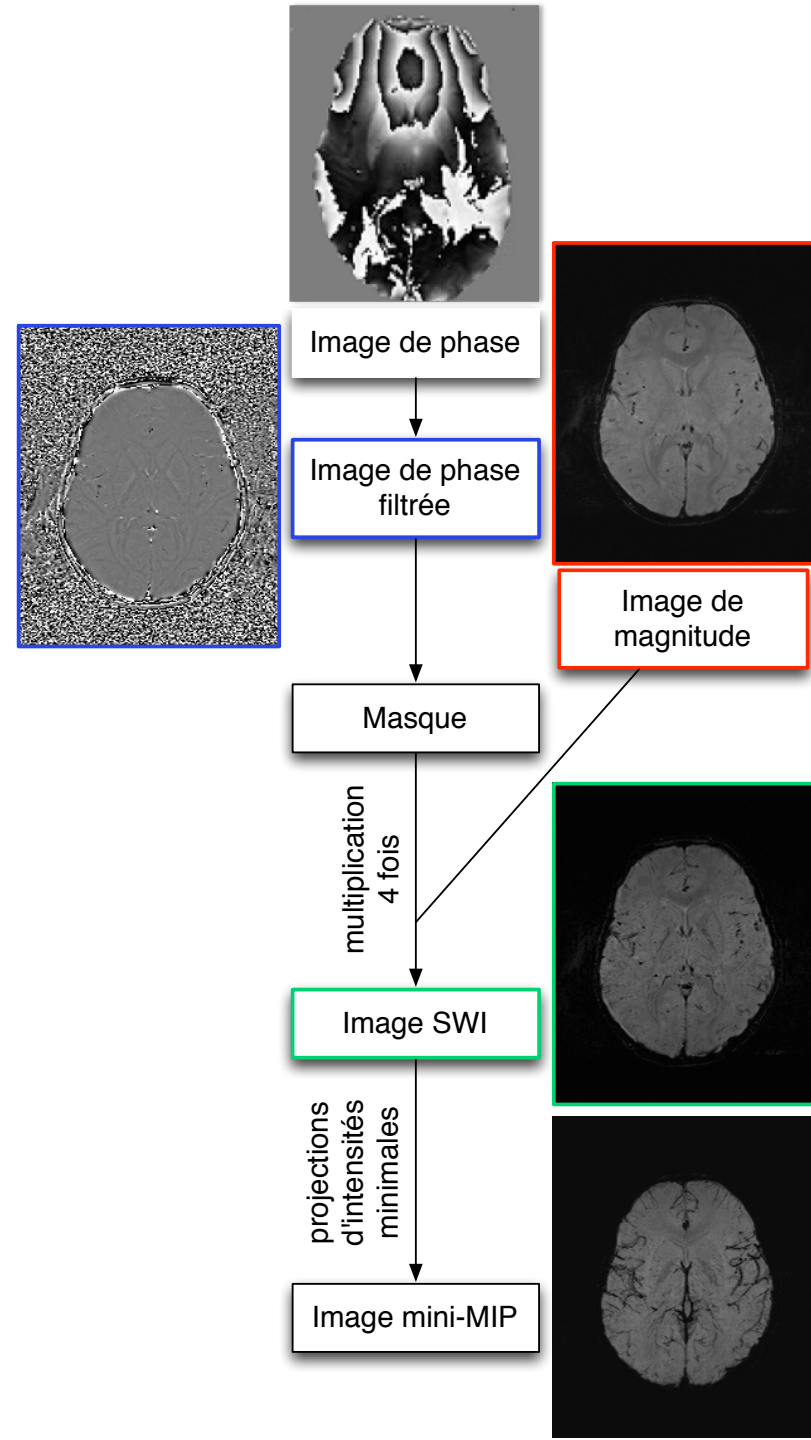 Image de phase
Image de phase
filtrée
Image de
magnitude
Masque
multiplication
4 fois
Image SWI
projections
d'intensités
minimales
Image mini-MIP